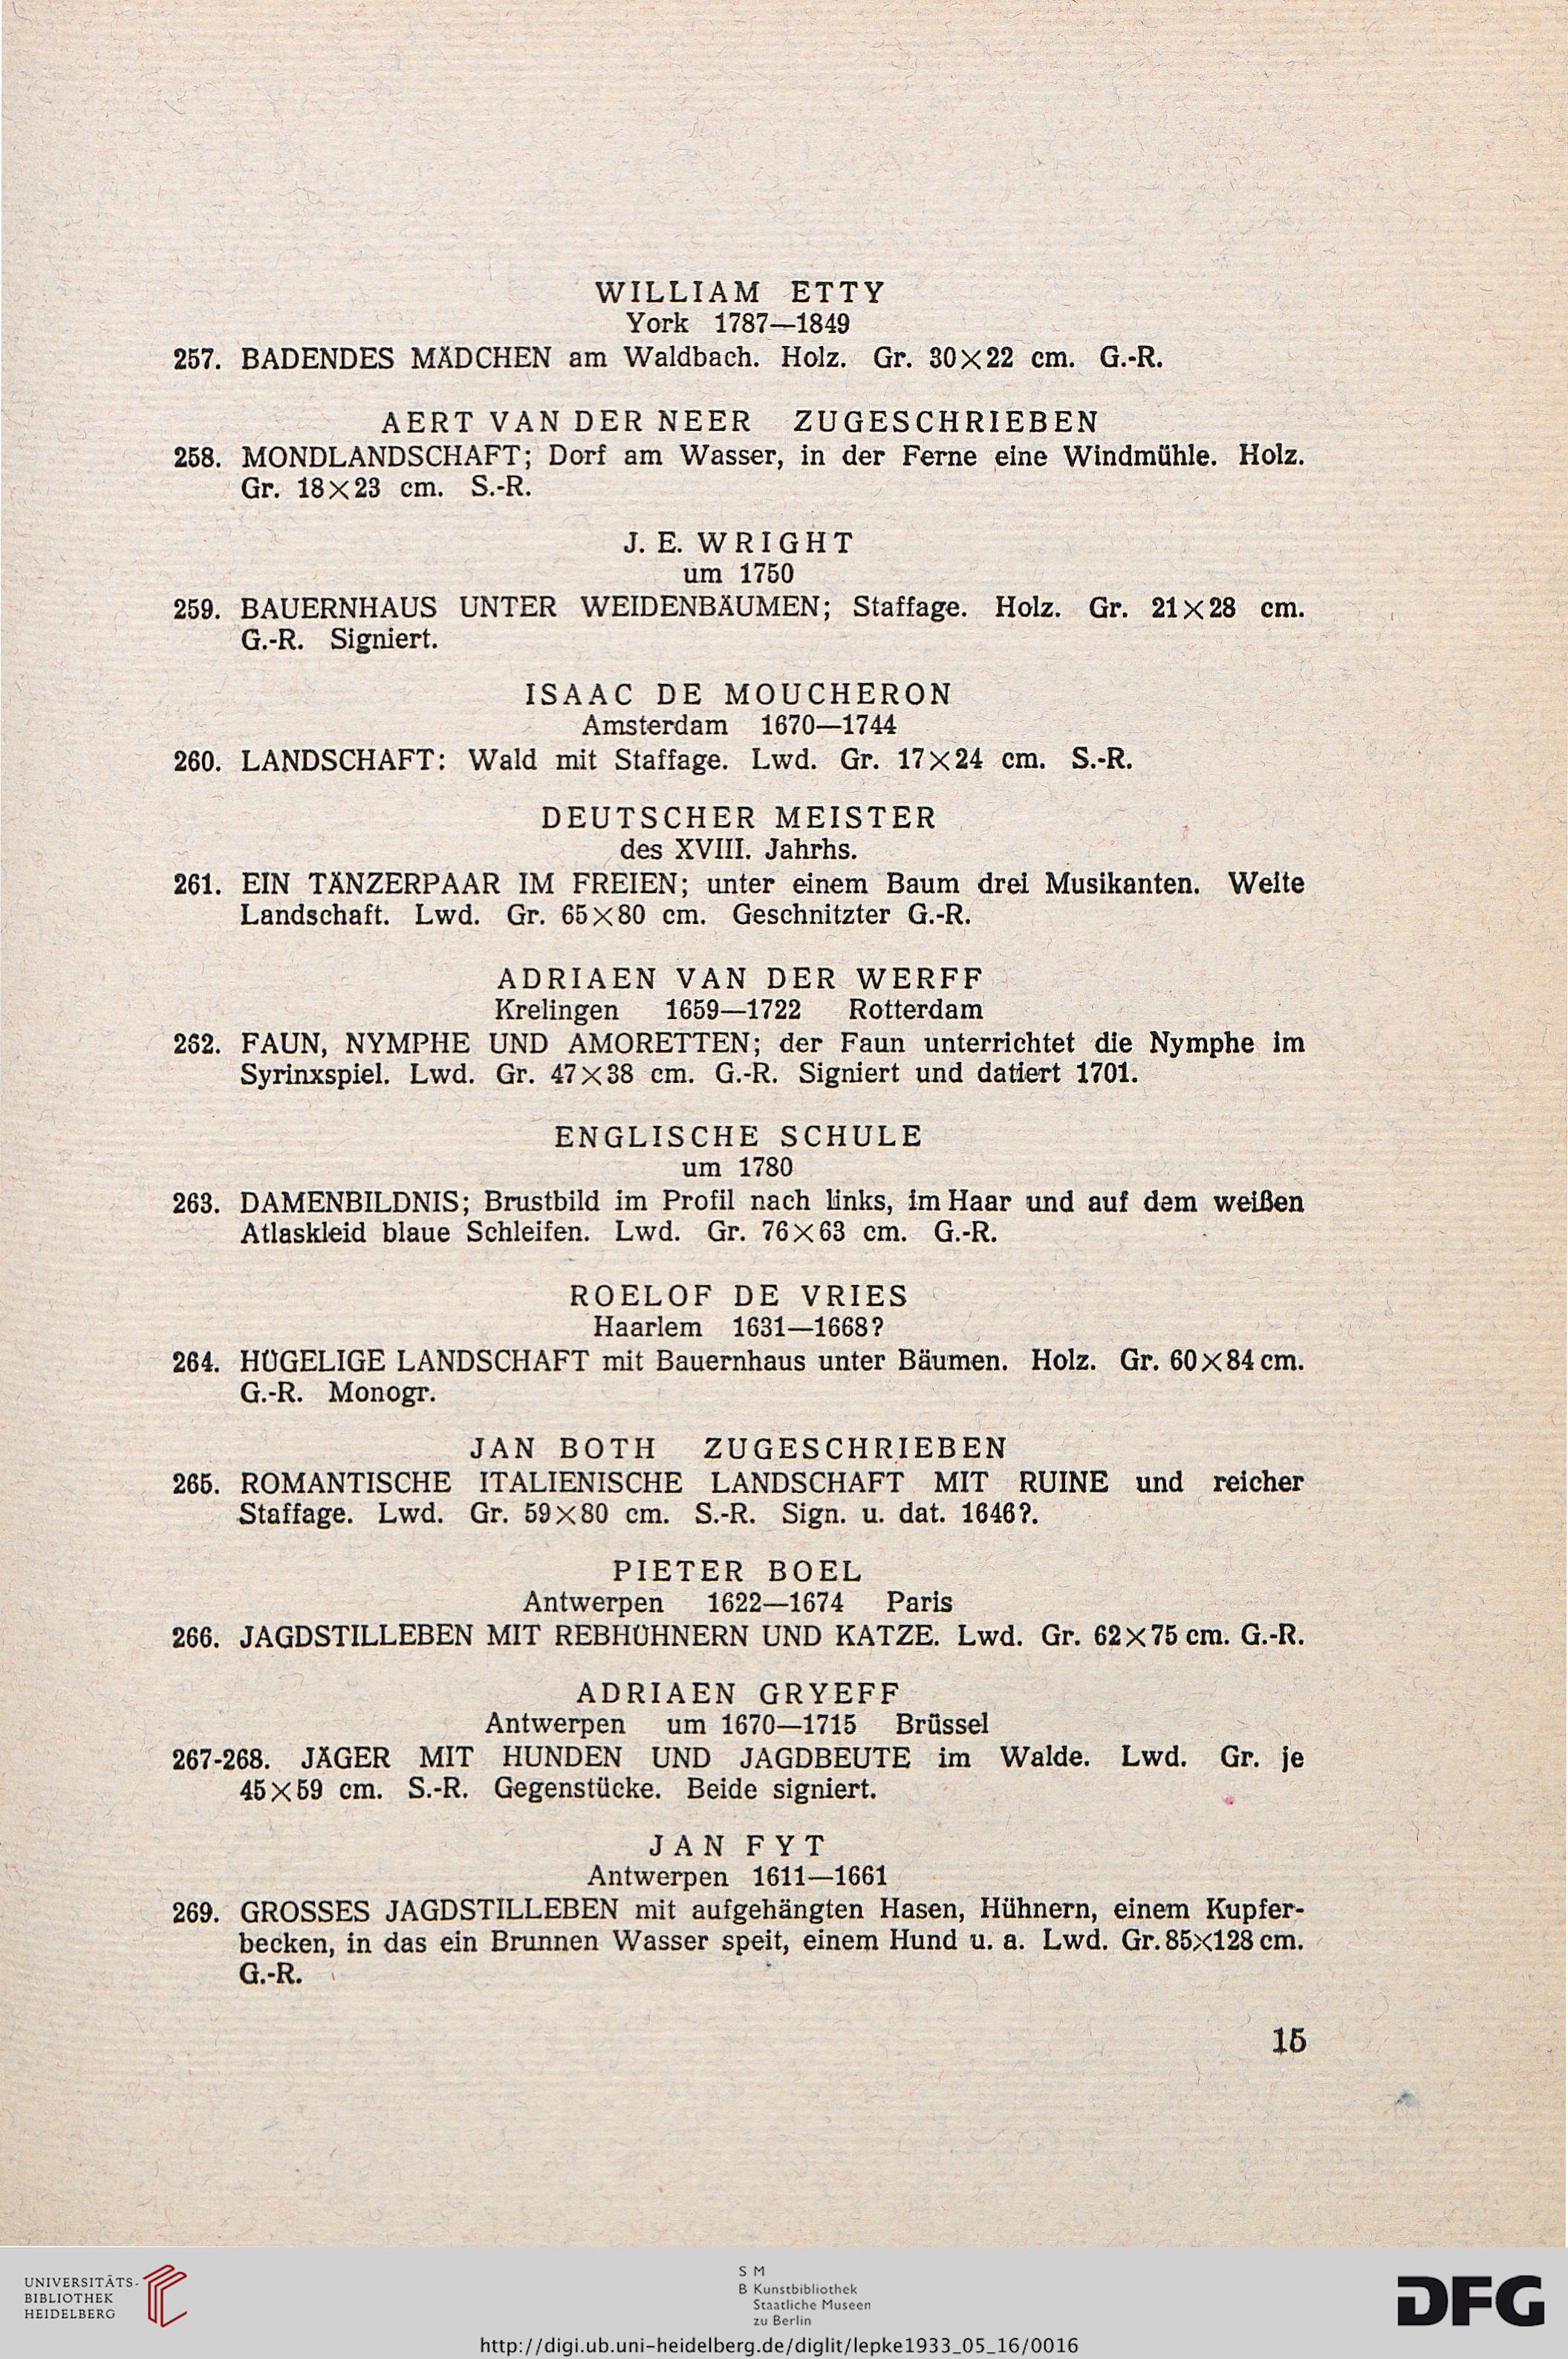 WILLIAM ETTY
York 1787—1849
257. BADENDES MÄDCHEN am Waldbach. Holz. Gr. 30×22 cm. G.-R.
AERT VAN DER NEER ZUGESCHRIEBEN
258. MONDLANDSCHAFT; Dorf am Wasser, in der Ferne eine Windmühle. Holz.
Gr. 18×23 cm. S.-R.
J. E. WRIGHT
um 1750
259. BAUERNHAUS UNTER WEIDENBÄUMEN; Staffage. Holz. Gr. 21×28 cm.
G.-R. Signiert.
ISAAC DE MOUCHERON
Amsterdam 1670—1744
260. LANDSCHAFT: Wald mit Staffage. Lwd. Gr. 17×24 cm. S.-R.
DEUTSCHER MEISTER
des XVIII. Jahrhs.
261. EIN TÄNZERPAAR IM FREIEN; unter einem Baum drei Musikanten. Weite
Landschaft. Lwd. Gr. 65×80 cm. Geschnitzter G.-R.
ADRIAEN VAN DER WERFF
Krelingen 1659—1722 Rotterdam
262. FAUN, NYMPHE UND AMORETTEN; der Faun unterrichtet die Nymphe im
Syrinxspiel. Lwd. Gr. 47×38 cm. G.-R. Signiert und datiert 1701.
ENGLISCHE SCHULE
um 1780
263. DAMENBILDNIS; Brustbild im Profil nach links, im Haar und auf dem weißen
Atlaskleid blaue Schleifen. Lwd. Gr. 76×63 cm. G.-R.
ROELOF DE VRIES
Haarlem 1631—1668?
264. HÜGELIGE LANDSCHAFT mit Bauernhaus unter Bäumen. Holz. Gr. 60×84 cm.
G.-R. Monogr.
JAN BOTH ZUGESCHRIEBEN
265. ROMANTISCHE ITALIENISCHE LANDSCHAFT MIT RUINE und reicher
Staffage. Lwd. Gr. 59×80 cm. S.-R. Sign. u. dat. 1646?.
PIETER BOEL
Antwerpen 1622—1674 Paris
266. JAGDSTILLEBEN MIT REBHÜHNERN UND KATZE. Lwd. Gr. 62×75 cm. G.-R.
ADRIAEN GRYEFF
Antwerpen um 1670—1715 Brüssel
267-268. JÄGER MIT HUNDEN UND JAGDBEUTE im Walde. Lwd. Gr. je
45×59 cm. S.-R. Gegenstücke. Beide signiert.
JAN FYT
Antwerpen 1611—1661
269. GROSSES JAGDSTILLEBEN mit aufgehängten Hasen, Hühnern, einem Kupfer-
becken, in das ein Brunnen Wasser speit, einem Hund u. a. Lwd. Gr. 85×128 cm.
G.-R.
15
UNIVERSITÄTS-
BIBLIOTHEK
HEIDELBERG
S M
B Kunstbibliothek
Staatliche Museen
zu Berlin
DFG
http://digi.ub.uni-heidelberg.de/diglit/lepke1933_05_16/0016